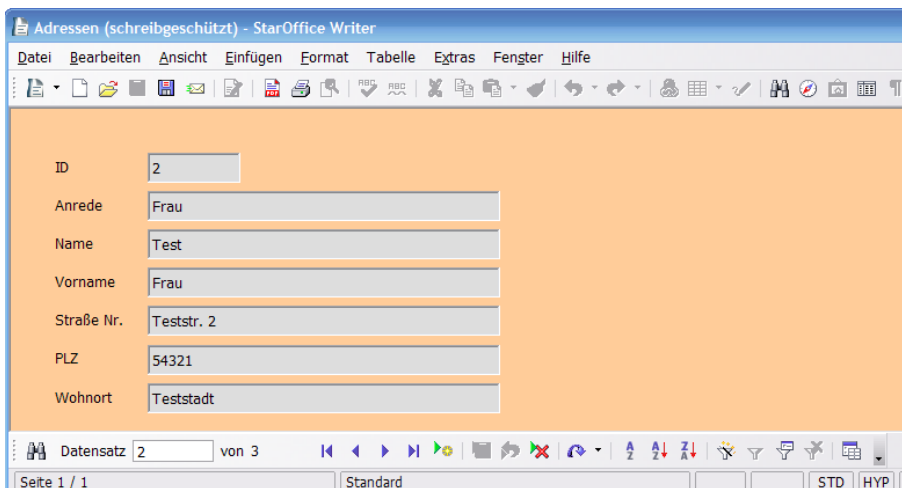 Adressen (schreibgeschützt) - StarOffice Writer
Datei Bearbeiten Ansicht Einfügen Format Tabelle Extras Fenster Hilfe
ID 2
Anrede Frau
Name Test
Vorname Frau
Straße Nr. Teststr. 2
PLZ 54321
Wohnort Teststadt
Datensatz 2 von 3
Seite 1 / 1 Standard STD HYP